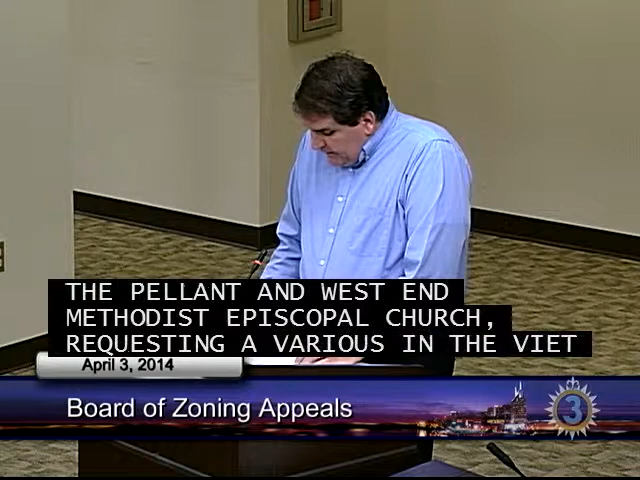 THE PELLANT AND WEST END
METHODIST EPISCOPAL CHURCH,
REQUESTING A VARIOUS IN THE VIET
April 3, 2014
Board of Zoning Appeals
3